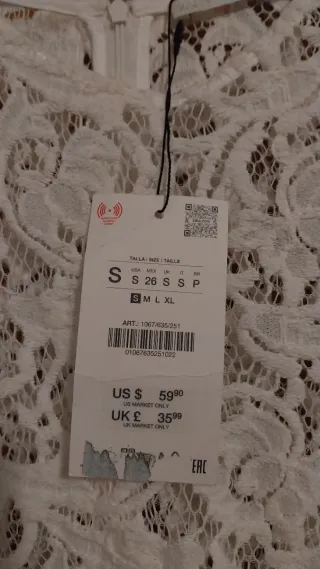 TALLA / SIZE / TAILLE
USA MEX UK IT BR
S S 26 S S P
S M L XL
ART.: 1067/635/251
01067635251022
US $ 59.90
US MARKET ONLY
UK £ 35.99
UK MARKET ONLY
EAC